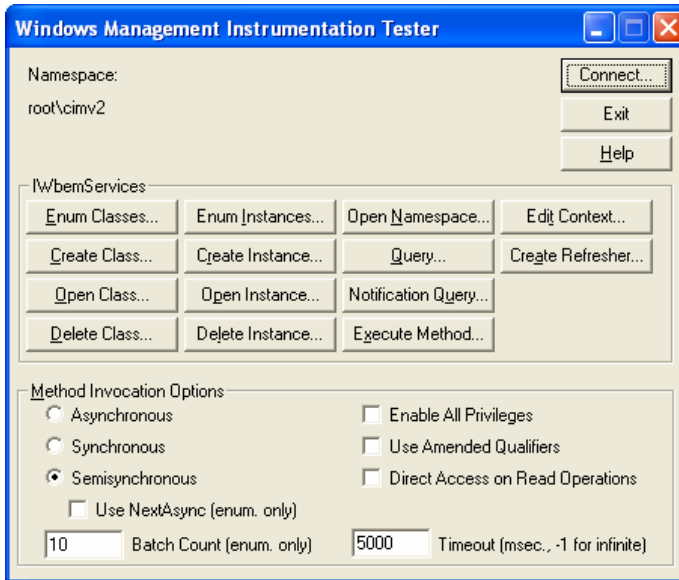 Windows Management Instrumentation Tester
Namespace:
root\cimv2
Connect...
Exit
Help
IWbemServices
Enum Classes... Enum Instances... Open Namespace... Edit Context...
Create Class... Create Instance... Query... Create Refresher...
Open Class... Open Instance... Notification Query...
Delete Class... Delete Instance... Execute Method...
Method Invocation Options
Asynchronous Enable All Privileges
Synchronous Use Amended Qualifiers
Semisynchronous Direct Access on Read Operations
Use NextAsync (enum. only)
10 Batch Count (enum. only) 5000 Timeout (msec., -1 for infinite)